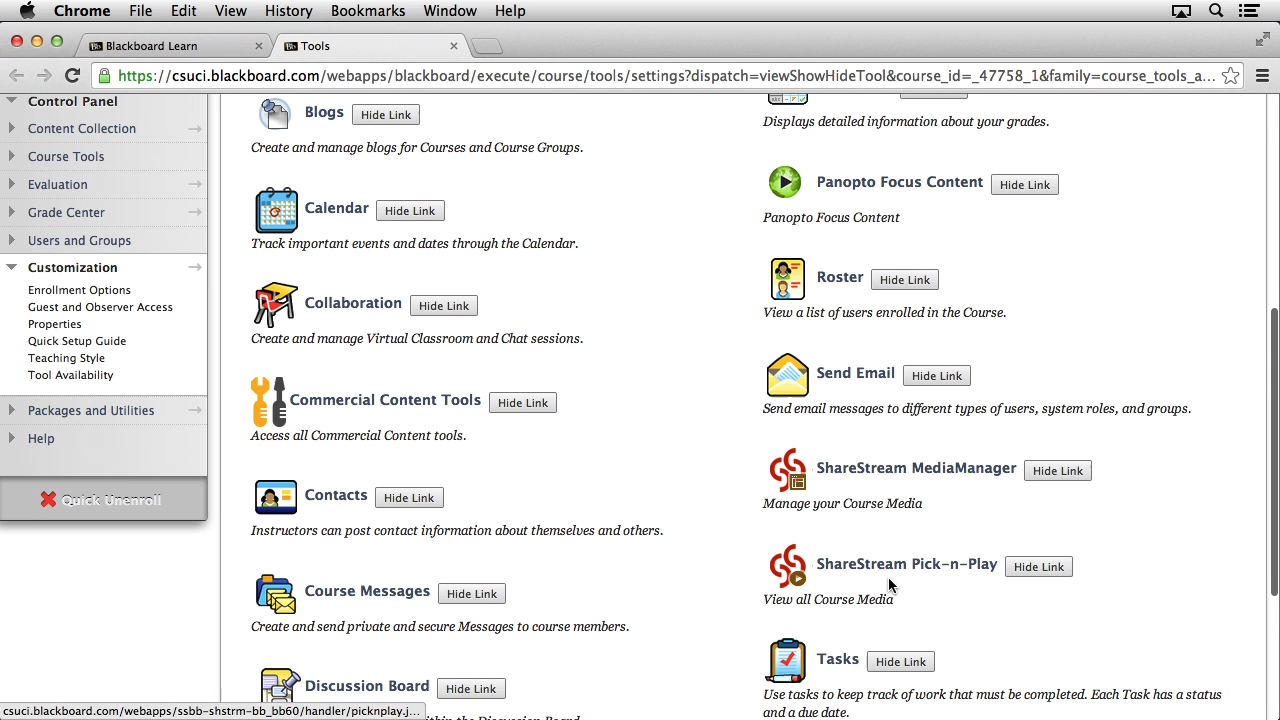 Chrome File Edit View History Bookmarks Window Help
Blackboard Learn
Tools
https://csuci.blackboard.com/webapps/blackboard/execute/course/tools/settings?dispatch=viewShowHideTool&course_id=_47758_1&family=course_tools_a...
Control Panel
Content Collection
Course Tools
Evaluation
Grade Center
Users and Groups
Customization
Enrollment Options
Guest and Observer Access
Properties
Quick Setup Guide
Teaching Style
Tool Availability
Packages and Utilities
Help
Quick Unenroll
Blogs Hide Link
Create and manage blogs for Courses and Course Groups.
Calendar Hide Link
Track important events and dates through the Calendar.
Collaboration Hide Link
Create and manage Virtual Classroom and Chat sessions.
Commercial Content Tools Hide Link
Access all Commercial Content tools.
Contacts Hide Link
Instructors can post contact information about themselves and others.
Course Messages Hide Link
Create and send private and secure Messages to course members.
Discussion Board Hide Link
within the Discussion Board
Displays detailed information about your grades.
Panopto Focus Content Hide Link
Panopto Focus Content
Roster Hide Link
View a list of users enrolled in the Course.
Send Email Hide Link
Send email messages to different types of users, system roles, and groups.
ShareStream MediaManager Hide Link
Manage your Course Media
ShareStream Pick-n-Play Hide Link
View all Course Media
Tasks Hide Link
Use tasks to keep track of work that must be completed. Each Task has a status
and a due date.
csuci.blackboard.com/webapps/ssbb-shstrm-bb_bb60/handler/picknplay.j...